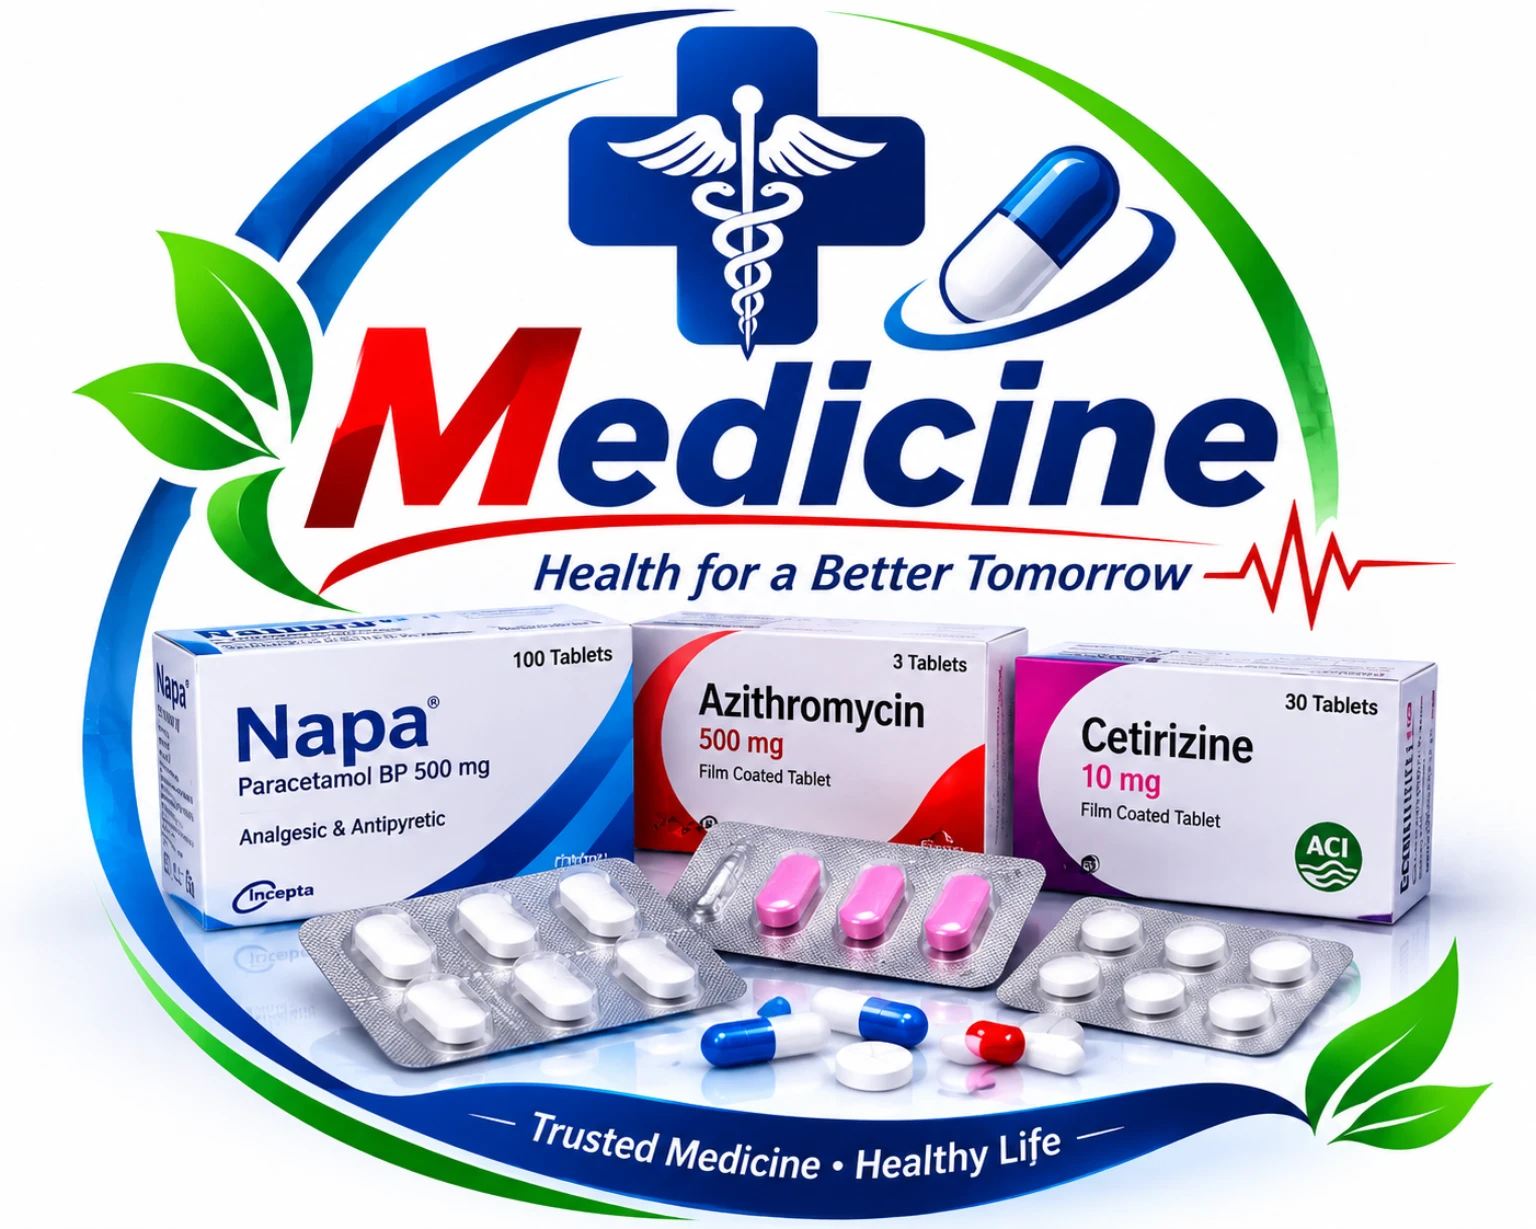 Medicine
Health for a Better Tomorrow
100 Tablets
Napa®
Paracetamol BP 500 mg
Analgesic & Antipyretic
Incepta
Napa®
3 Tablets
Azithromycin
500 mg
Film Coated Tablet
30 Tablets
Cetirizine
10 mg
Film Coated Tablet
ACI
Trusted Medicine • Healthy Life